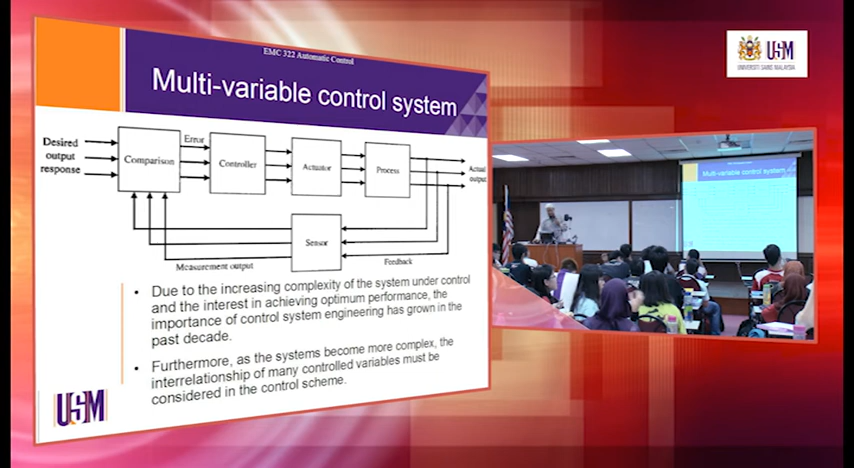 EMC 322 Automatic Control
Multi-variable control system
Desired
output
response
Comparison
Error
Controller
Actuator
Process
Actual
output
Sensor
Measurement output
Feedback
• Due to the increasing complexity of the system under control
and the interest in achieving optimum performance, the
importance of control system engineering has grown in the
past decade.
• Furthermore, as the systems become more complex, the
interrelationship of many controlled variables must be
considered in the control scheme.
USM
USM
UNIVERSITI SAINS MALAYSIA
Multi-variable control system